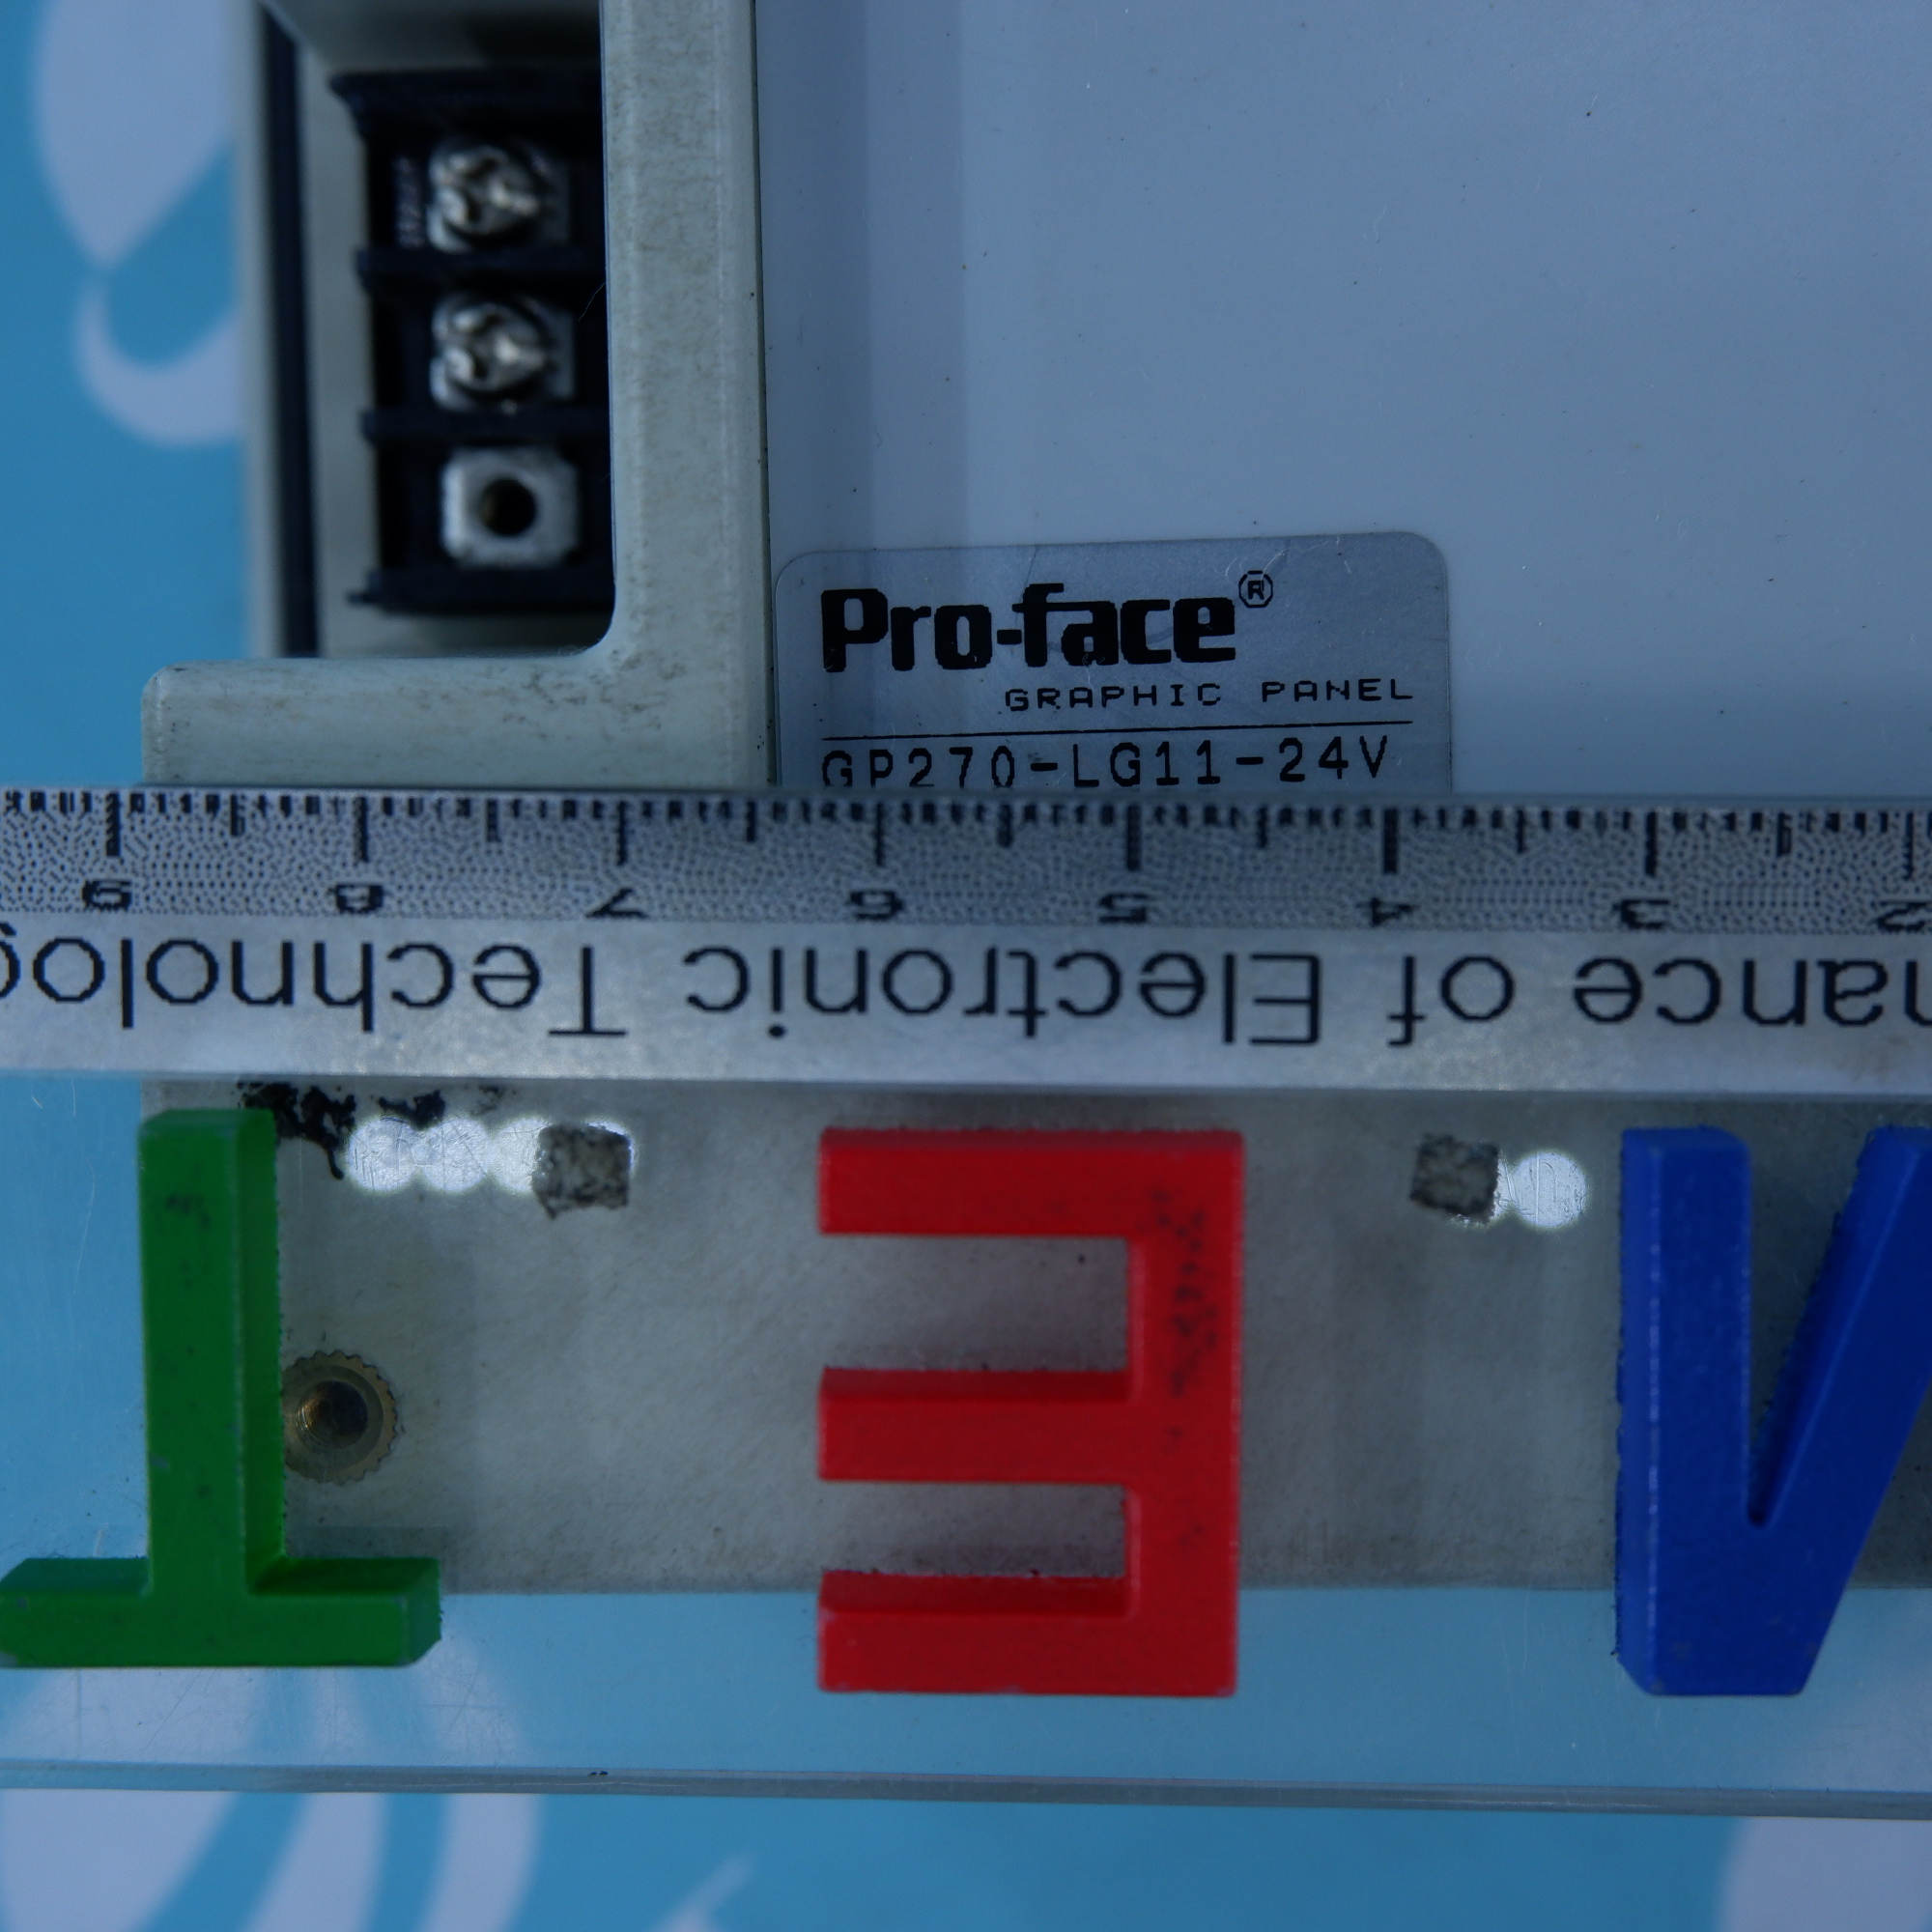 Pro-face®
GRAPHIC PANEL
GP270-LG11-24V
9 8 7 6 5 4 3 2
nance of Electronic Technolog
T E V